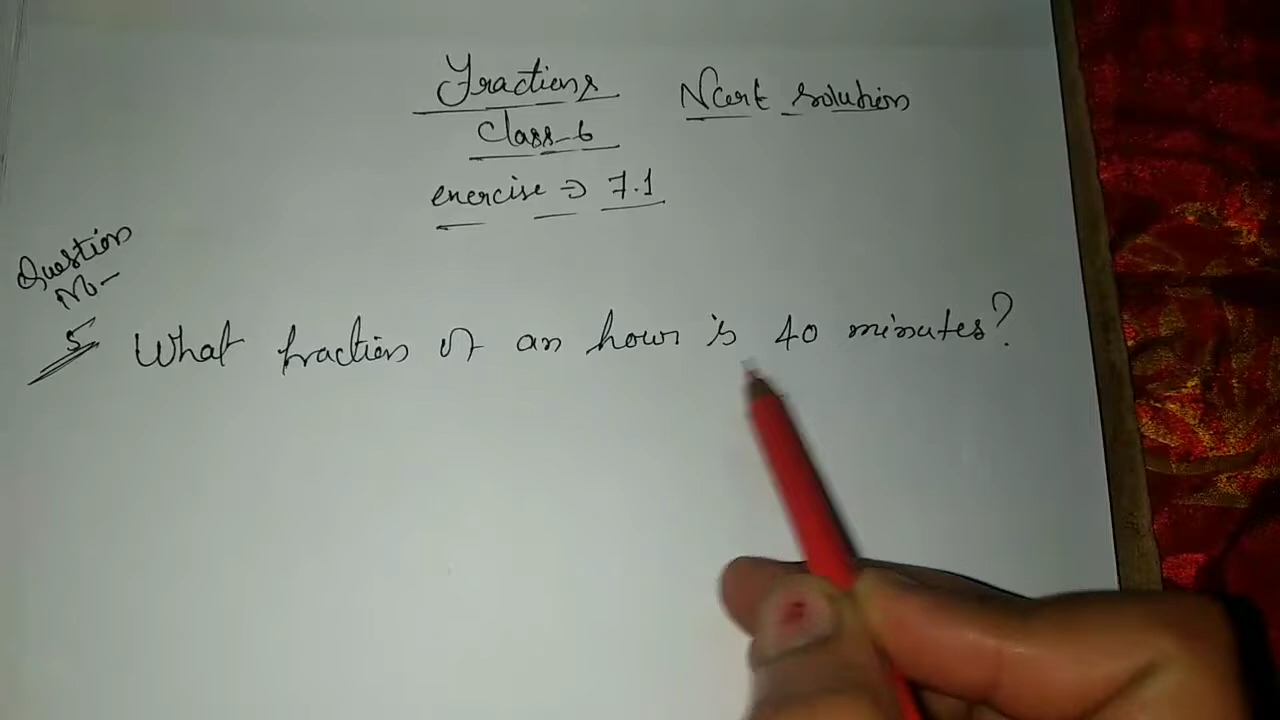 Fractions Ncert solution
Class-6
exercise => 7.1
Question
No-
5 What fraction of an hour is 40 minutes?